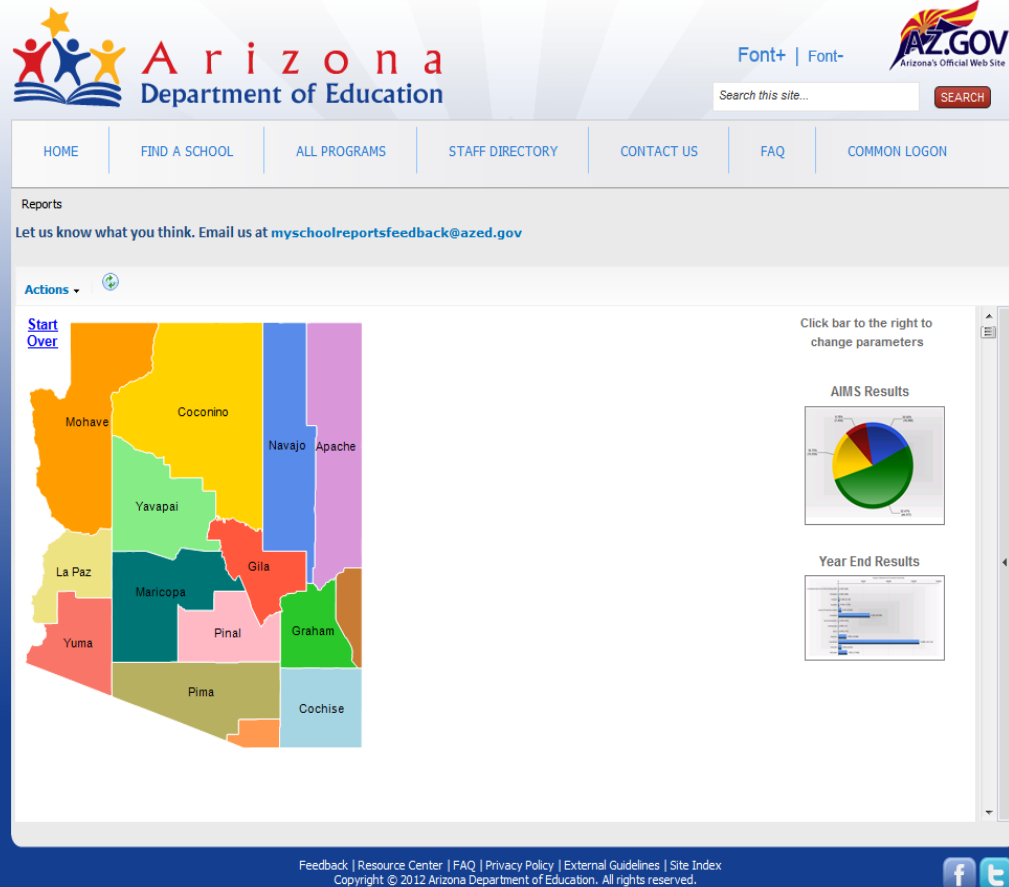 Arizona
Department of Education
Font+ | Font-
AZ.GOV
Arizona's Official Web Site
Search this site...
SEARCH
HOME
FIND A SCHOOL
ALL PROGRAMS
STAFF DIRECTORY
CONTACT US
FAQ
COMMON LOGON
Reports
Let us know what you think. Email us at myschoolreportsfeedback@azed.gov
Actions
Start
Over
Click bar to the right to
change parameters
AIMS Results
Year End Results
Mohave
Coconino
Navajo
Apache
Yavapai
La Paz
Maricopa
Gila
Yuma
Pinal
Graham
Pima
Cochise
Feedback | Resource Center | FAQ | Privacy Policy | External Guidelines | Site Index
Copyright © 2012 Arizona Department of Education. All rights reserved.
f
t